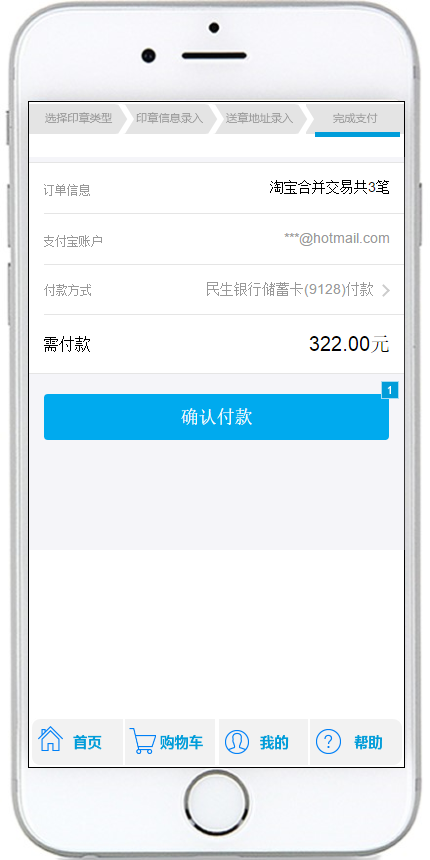 选择印章类型 印章信息录入 送章地址录入 完成支付
订单信息 淘宝合并交易共3笔
支付宝账户 ***@hotmail.com
付款方式 民生银行储蓄卡(9128)付款
需付款 322.00元
1
确认付款
首页 购物车 我的 帮助